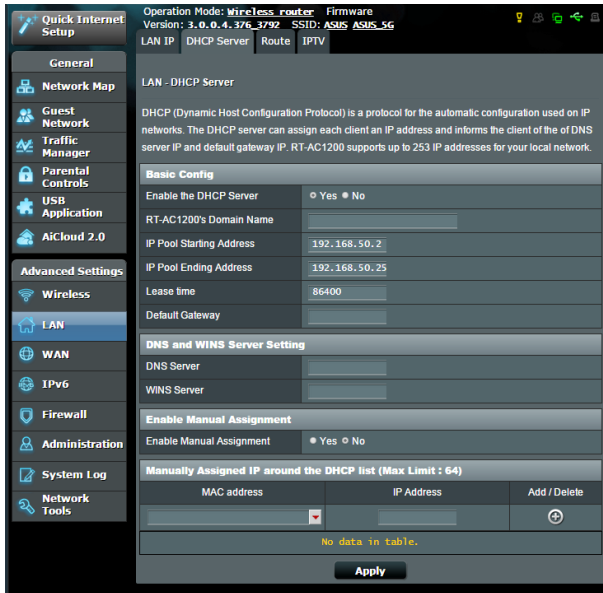 Quick Internet
Setup
General
Network Map
Guest
Network
Traffic
Manager
Parental
Controls
USB
Application
AiCloud 2.0
Advanced Settings
Wireless
LAN
WAN
IPv6
Firewall
Administration
System Log
Network
Tools
Operation Mode: Wireless router Firmware
Version: 3.0.0.4.376_3792 SSID: ASUS ASUS_5G
LAN IP DHCP Server Route IPTV
LAN - DHCP Server
DHCP (Dynamic Host Configuration Protocol) is a protocol for the automatic configuration used on IP
networks. The DHCP server can assign each client an IP address and informs the client of the of DNS
server IP and default gateway IP. RT-AC1200 supports up to 253 IP addresses for your local network.
Basic Config
Enable the DHCP Server Yes No
RT-AC1200's Domain Name
IP Pool Starting Address 192.168.50.2
IP Pool Ending Address 192.168.50.25
Lease time 86400
Default Gateway
DNS and WINS Server Setting
DNS Server
WINS Server
Enable Manual Assignment
Enable Manual Assignment Yes No
Manually Assigned IP around the DHCP list (Max Limit : 64)
MAC address IP Address Add / Delete
No data in table.
Apply